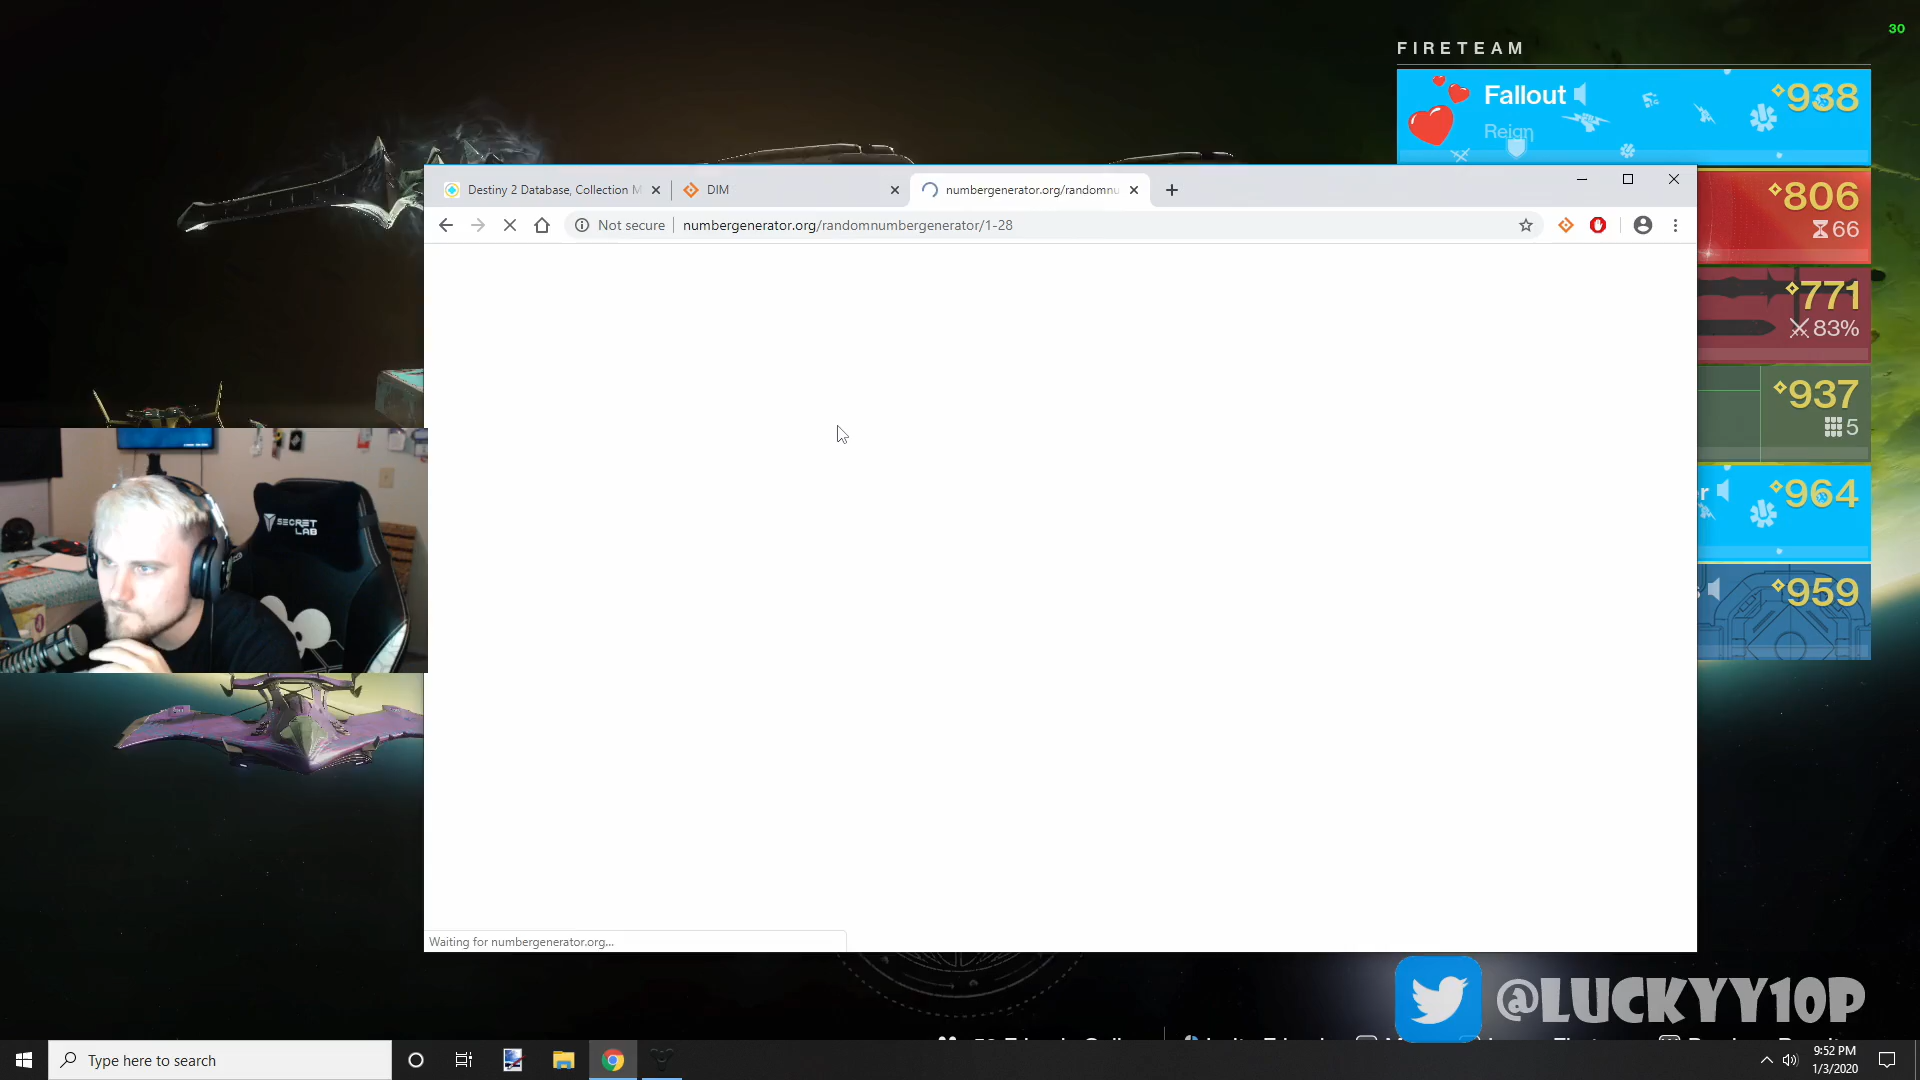 30
FIRETEAM
Fallout
938
Reign
806
66
771
83%
937
5
964
959
Destiny 2 Database, Collection M
DIM
numbergenerator.org/randomnu
Not secure
numbergenerator.org/randomnumbergenerator/1-28
SECRET
LAB
Waiting for numbergenerator.org...
@LUCKYY10P
Type here to search
9:52 PM
1/3/2020